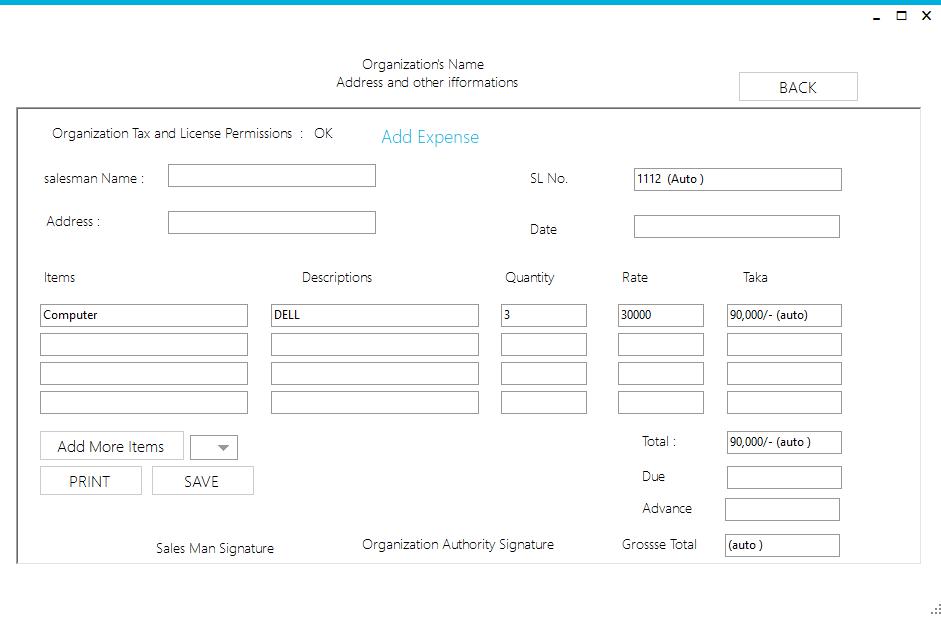 Organization's Name
Address and other ifformations
BACK
Organization Tax and License Permissions : OK
Add Expense
salesman Name :
SL No.
1112 (Auto )
Address :
Date
Items Descriptions Quantity Rate Taka
Computer DELL 3 30000 90,000/- (auto)
Add More Items
Total : 90,000/- (auto )
PRINT SAVE
Due
Advance
Sales Man Signature
Organization Authority Signature
Grossse Total (auto )